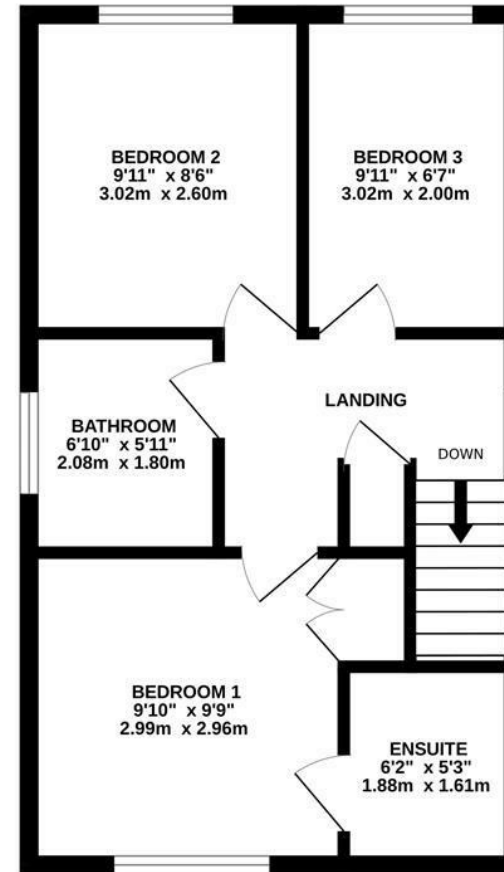 BEDROOM 2
9'11" x 8'6"
3.02m x 2.60m
BEDROOM 3
9'11" x 6'7"
3.02m x 2.00m
LANDING
BATHROOM
6'10" x 5'11"
2.08m x 1.80m
DOWN
BEDROOM 1
9'10" x 9'9"
2.99m x 2.96m
ENSUITE
6'2" x 5'3"
1.88m x 1.61m